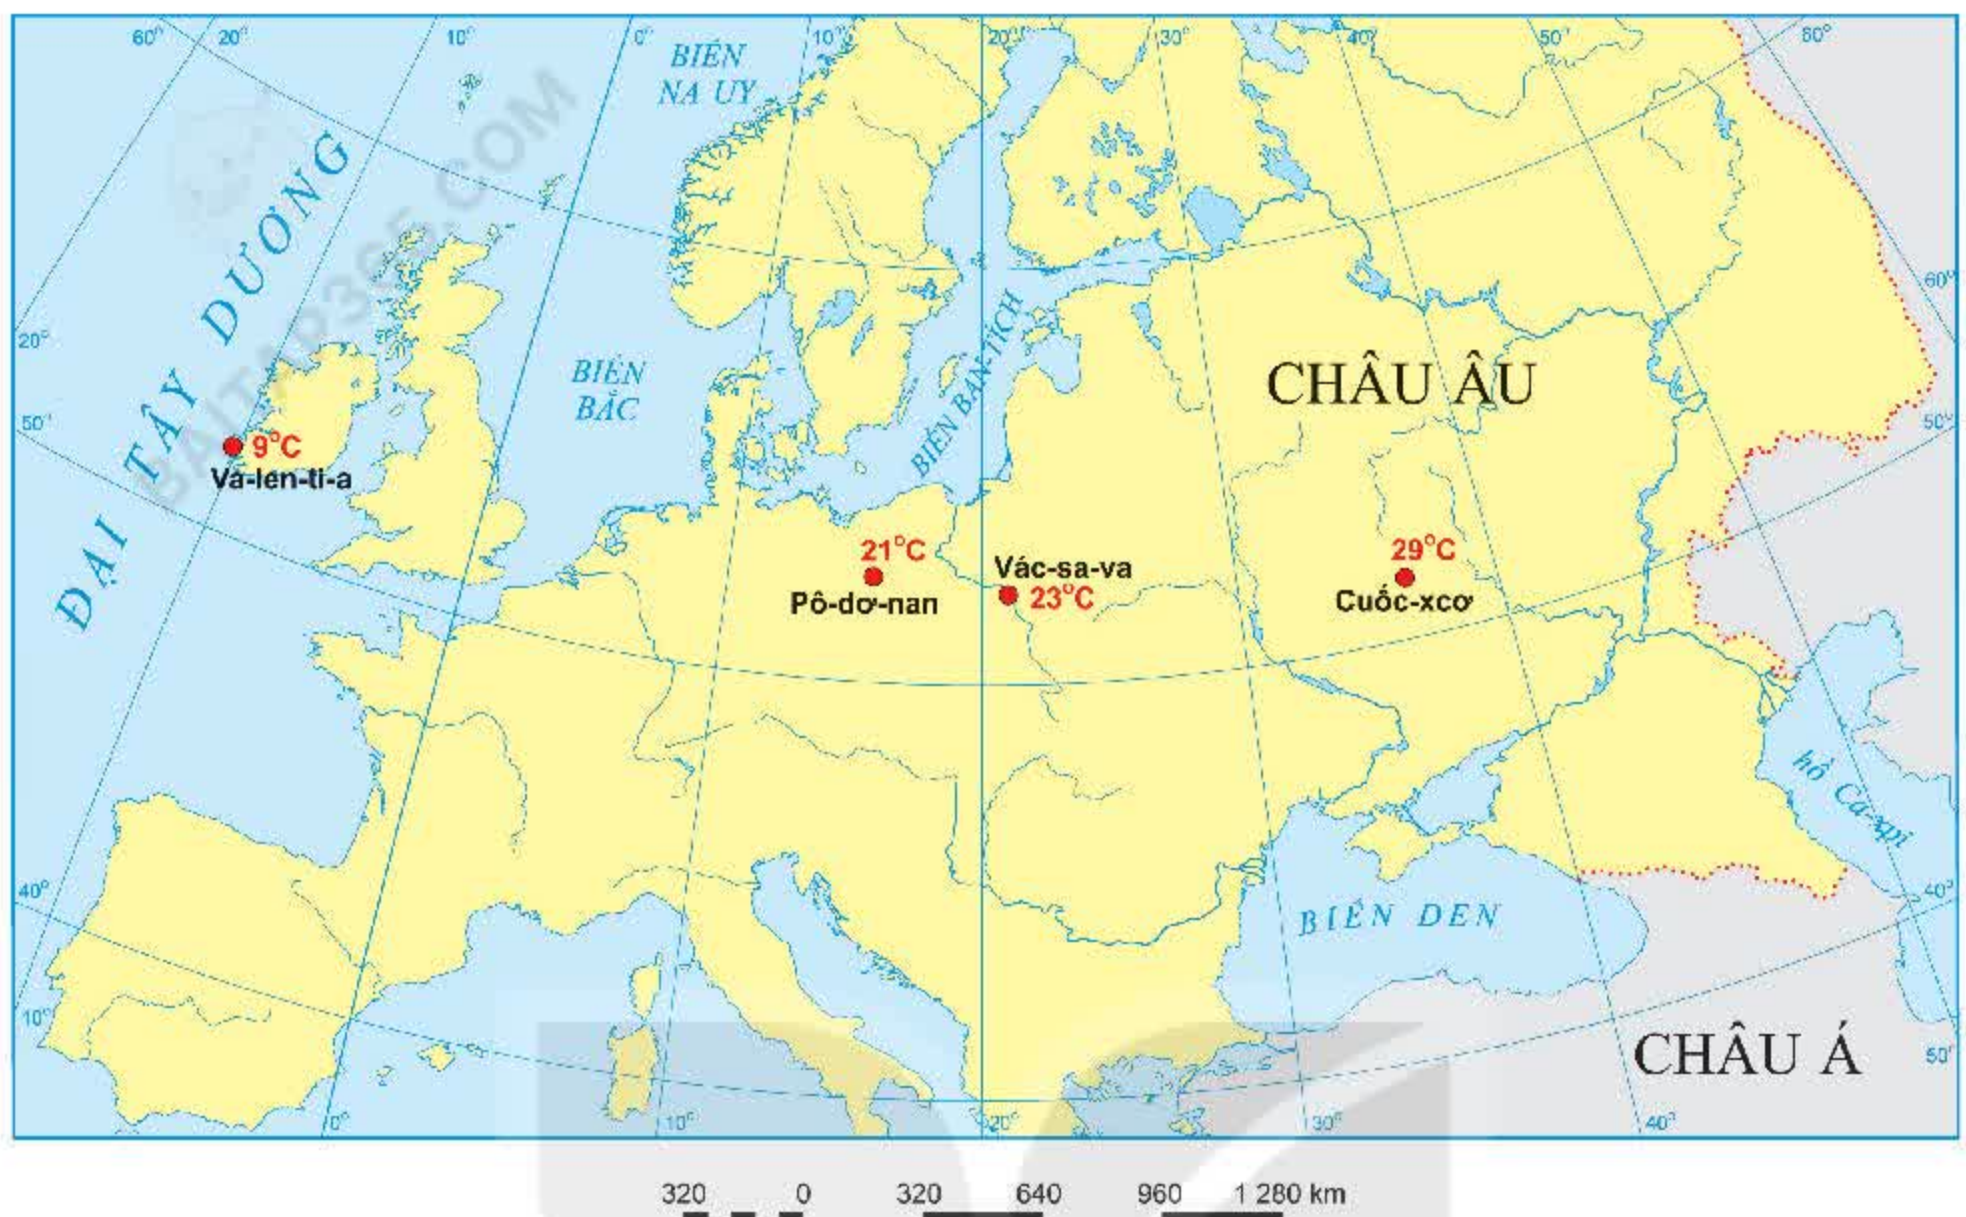 60° 20° 10° 0° 10° 20° 30° 40° 50° 60°
BIỂN
NA UY
BAITAP365.COM
ĐẠI TÂY DƯƠNG
20°
60°
50°
50°
BIỂN
BẮC
BIỂN BAN-TÍCH
CHÂU ÂU
9°C
Va-len-ti-a
21°C
Pô-dơ-nan
Vác-sa-va
23°C
29°C
Cuốc-xcơ
hồ Ca-xpi
40°
40°
BIỂN ĐEN
10°
CHÂU Á
50°
0° 10° 20° 30° 40°
320 0 320 640 960 1 280 km